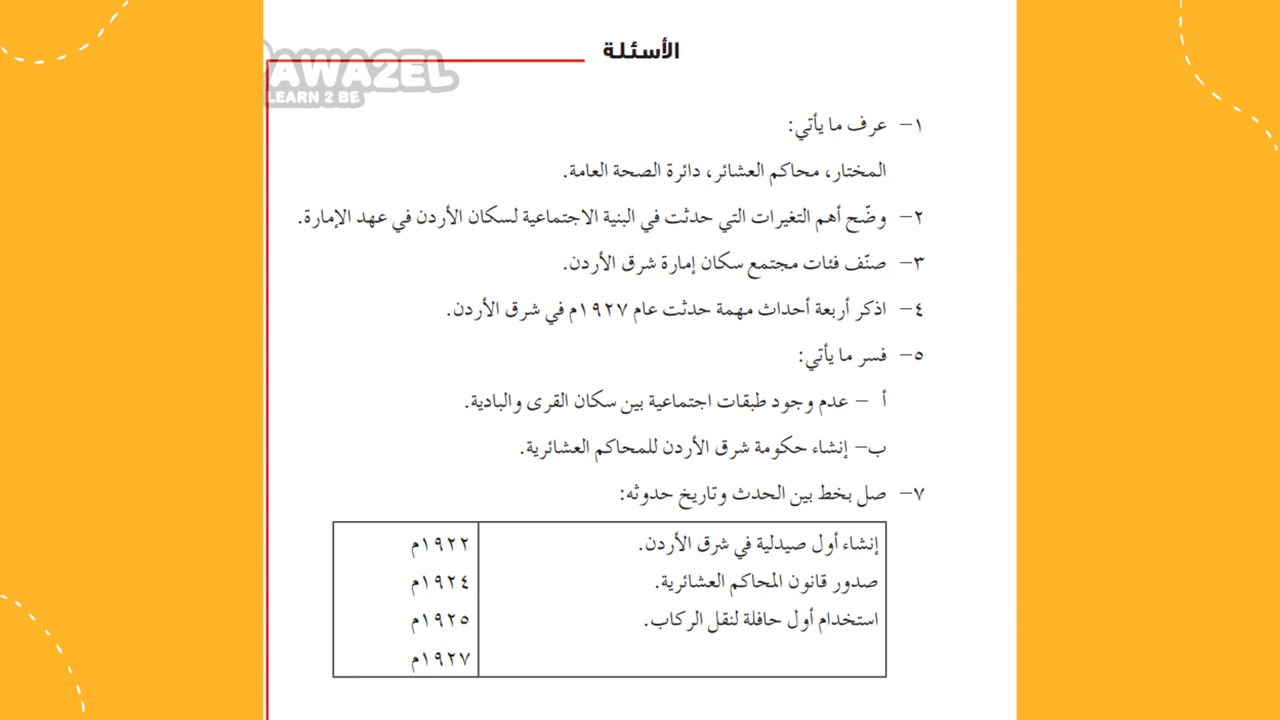 الأسئلة
AWA2EL
LEARN 2 BE
١- عرف ما يأتي:
المختار، محاكم العشائر، دائرة الصحة العامة.
٢- وضّح أهم التغيرات التي حدثت في البنية الاجتماعية لسكان الأردن في عهد الإمارة.
٣- صنّف فئات مجتمع سكان إمارة شرق الأردن.
٤- اذكر أربعة أحداث مهمة حدثت عام ١٩٢٧م في شرق الأردن.
٥- فسر ما يأتي:
أ - عدم وجود طبقات اجتماعية بين سكان القرى والبادية.
ب- إنشاء حكومة شرق الأردن للمحاكم العشائرية.
٧- صل بخط بين الحدث وتاريخ حدوثه:
إنشاء أول صيدلية في شرق الأردن. ١٩٢٢م
صدور قانون المحاكم العشائرية. ١٩٢٤م
استخدام أول حافلة لنقل الركاب. ١٩٢٥م
١٩٢٧م